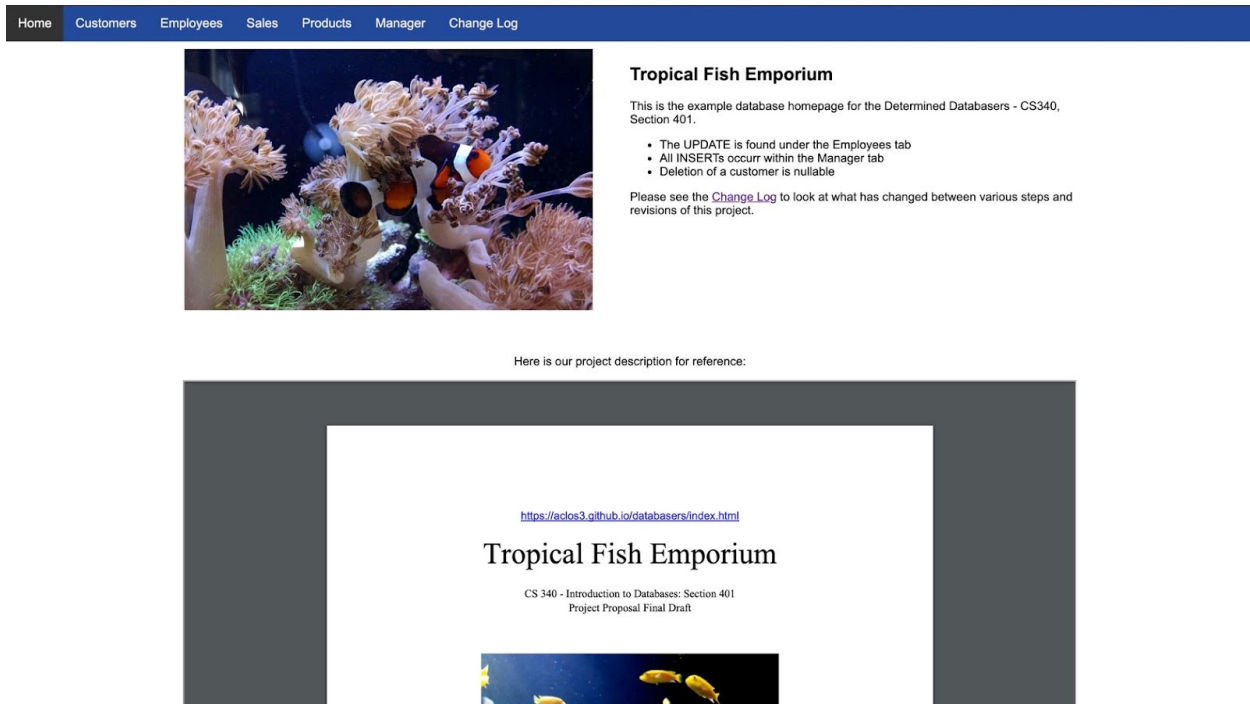 Home Customers Employees Sales Products Manager Change Log
Tropical Fish Emporium
This is the example database homepage for the Determined Databasers - CS340,
Section 401.
• The UPDATE is found under the Employees tab
• All INSERTs occurr within the Manager tab
• Deletion of a customer is nullable
Please see the Change Log to look at what has changed between various steps and
revisions of this project.
Here is our project description for reference:
https://aclos3.github.io/databasers/index.html
Tropical Fish Emporium
CS 340 - Introduction to Databases: Section 401
Project Proposal Final Draft